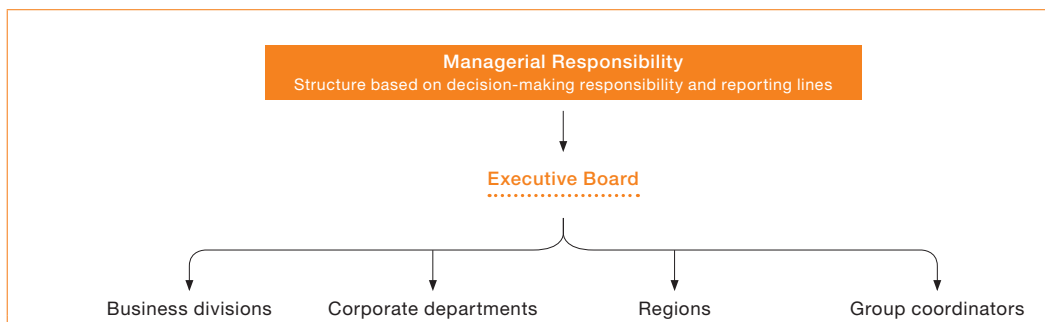 Managerial Responsibility
Structure based on decision-making responsibility and reporting lines
Executive Board
Business divisions
Corporate departments
Regions
Group coordinators